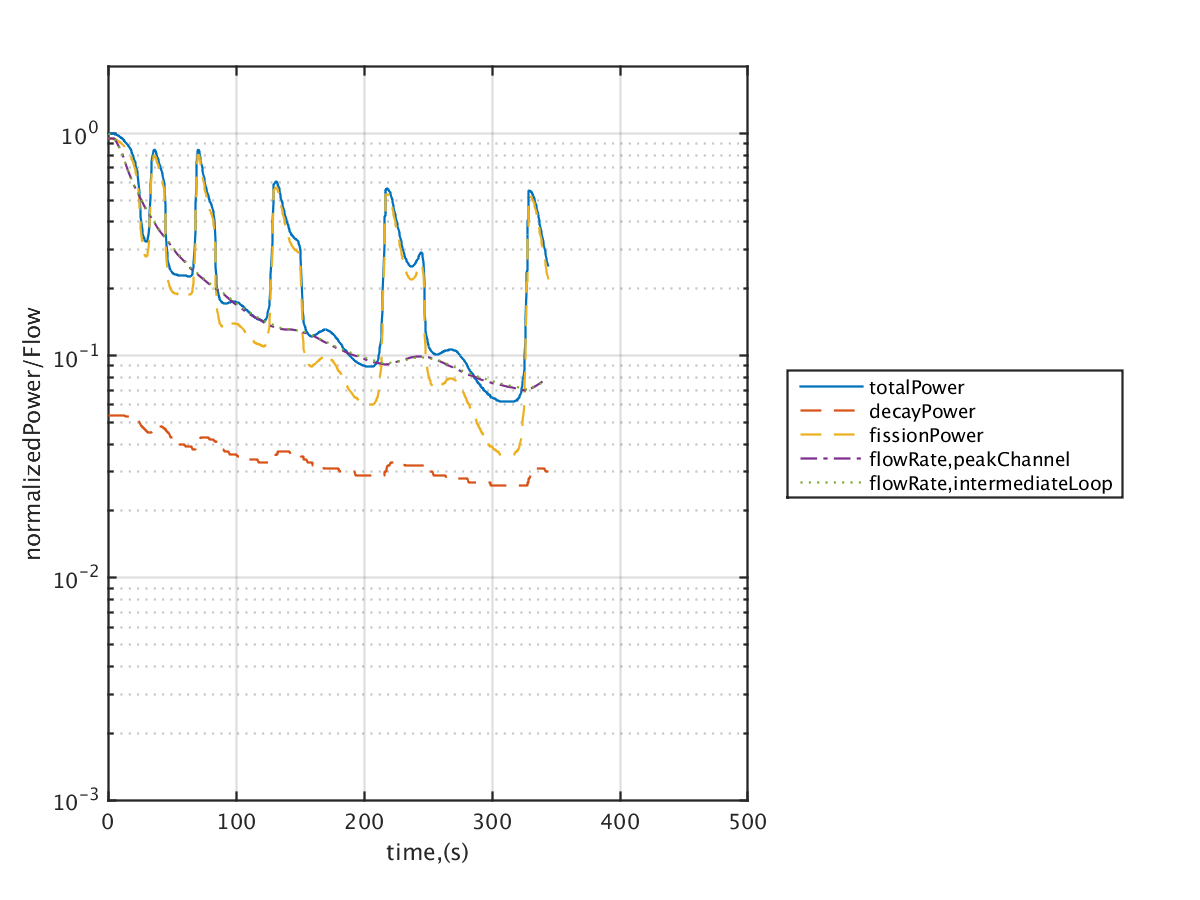 10^0
10^-1
10^-2
10^-3
normalizedPower/Flow
0 100 200 300 400 500
time,(s)
totalPower
decayPower
fissionPower
flowRate,peakChannel
flowRate,intermediateLoop